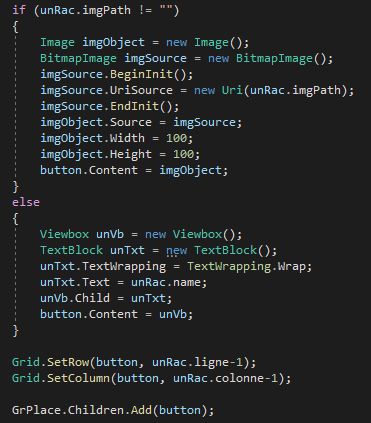 if (unRac.imgPath != "")
{
Image imgObject = new Image();
BitmapImage imgSource = new BitmapImage();
imgSource.BeginInit();
imgSource.UriSource = new Uri(unRac.imgPath);
imgSource.EndInit();
imgObject.Source = imgSource;
imgObject.Width = 100;
imgObject.Height = 100;
button.Content = imgObject;
}
else
{
Viewbox unVb = new Viewbox();
TextBlock unTxt = new TextBlock();
unTxt.TextWrapping = TextWrapping.Wrap;
unTxt.Text = unRac.name;
unVb.Child = unTxt;
button.Content = unVb;
}
Grid.SetRow(button, unRac.ligne-1);
Grid.SetColumn(button, unRac.colonne-1);
GrPlace.Children.Add(button);